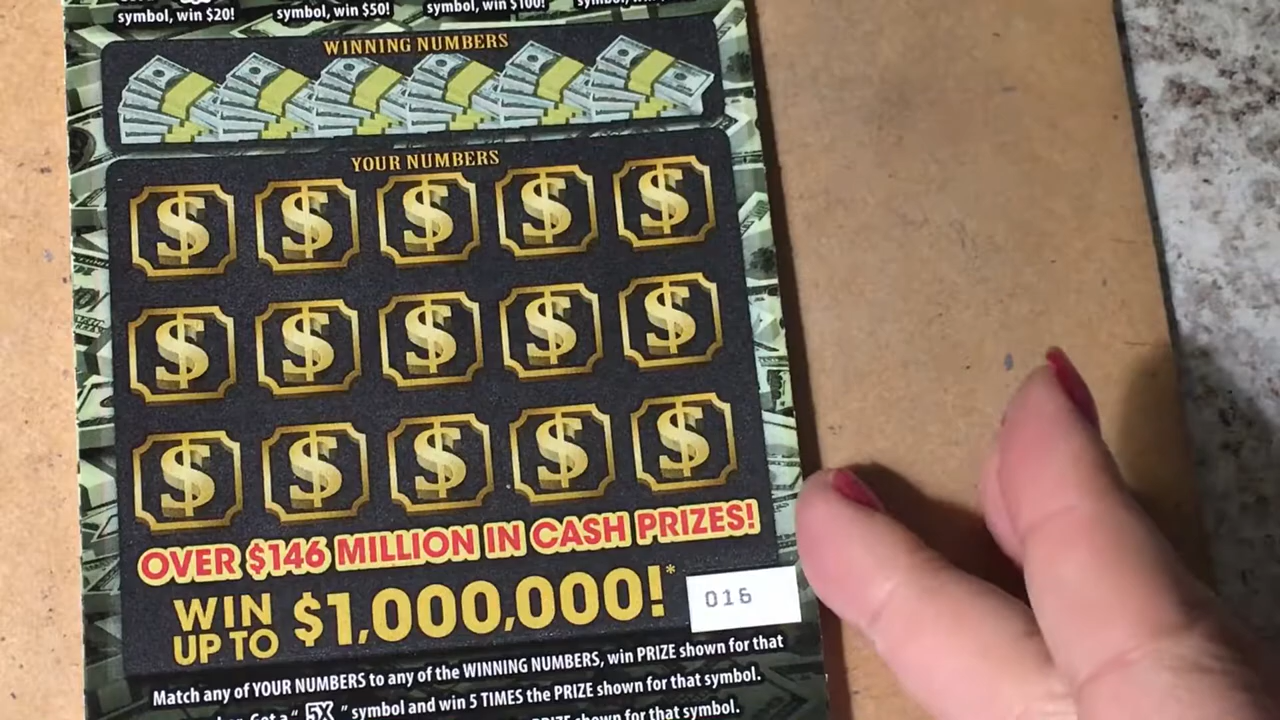 symbol, win $20!
symbol, win $50!
symbol, win $100!
WINNING NUMBERS
YOUR NUMBERS
$ $ $ $ $
$ $ $ $ $
$ $ $ $ $
OVER $146 MILLION IN CASH PRIZES!
WIN UP TO $1,000,000!*
016
Match any of YOUR NUMBERS to any of the WINNING NUMBERS, win PRIZE shown for that
Get a " 5X " symbol and win 5 TIMES the PRIZE shown for that symbol.
PRIZE shown for that symbol.